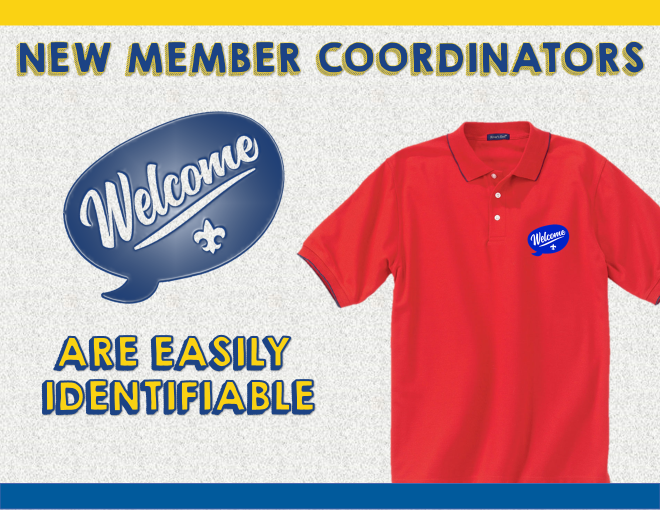 NEW MEMBER COORDINATORS
Welcome
ARE EASILY
IDENTIFIABLE
Welcome